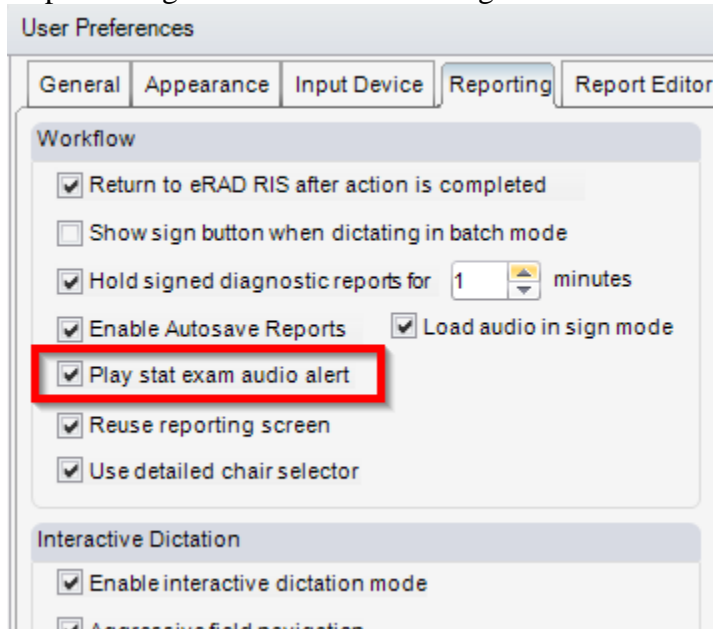 User Preferences
General Appearance Input Device Reporting Report Editor
Workflow
Return to eRAD RIS after action is completed
Show sign button when dictating in batch mode
Hold signed diagnostic reports for 1 minutes
Enable Autosave Reports Load audio in sign mode
Play stat exam audio alert
Reuse reporting screen
Use detailed chair selector
Interactive Dictation
Enable interactive dictation mode
Aggressive field navigation